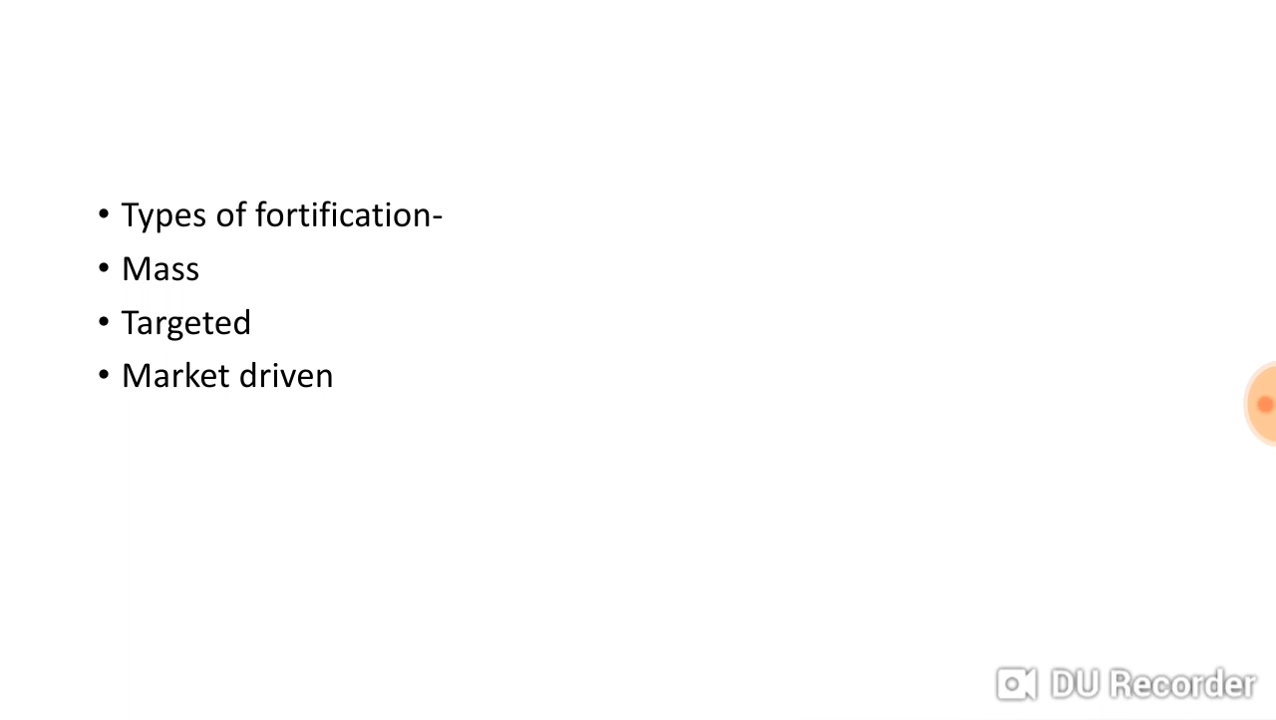 • Types of fortification-
• Mass
• Targeted
• Market driven
DU Recorder